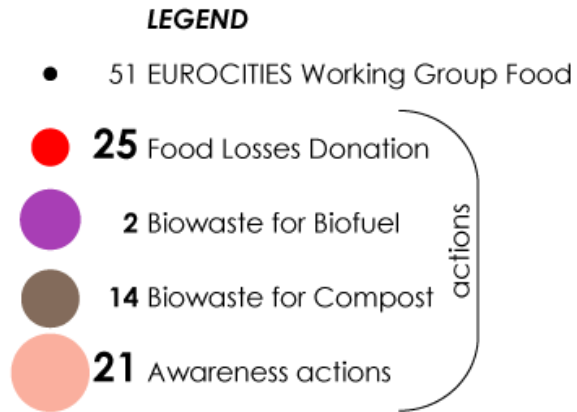 LEGEND
51 EUROCITIES Working Group Food
25 Food Losses Donation
2 Biowaste for Biofuel
14 Biowaste for Compost
21 Awareness actions
actions